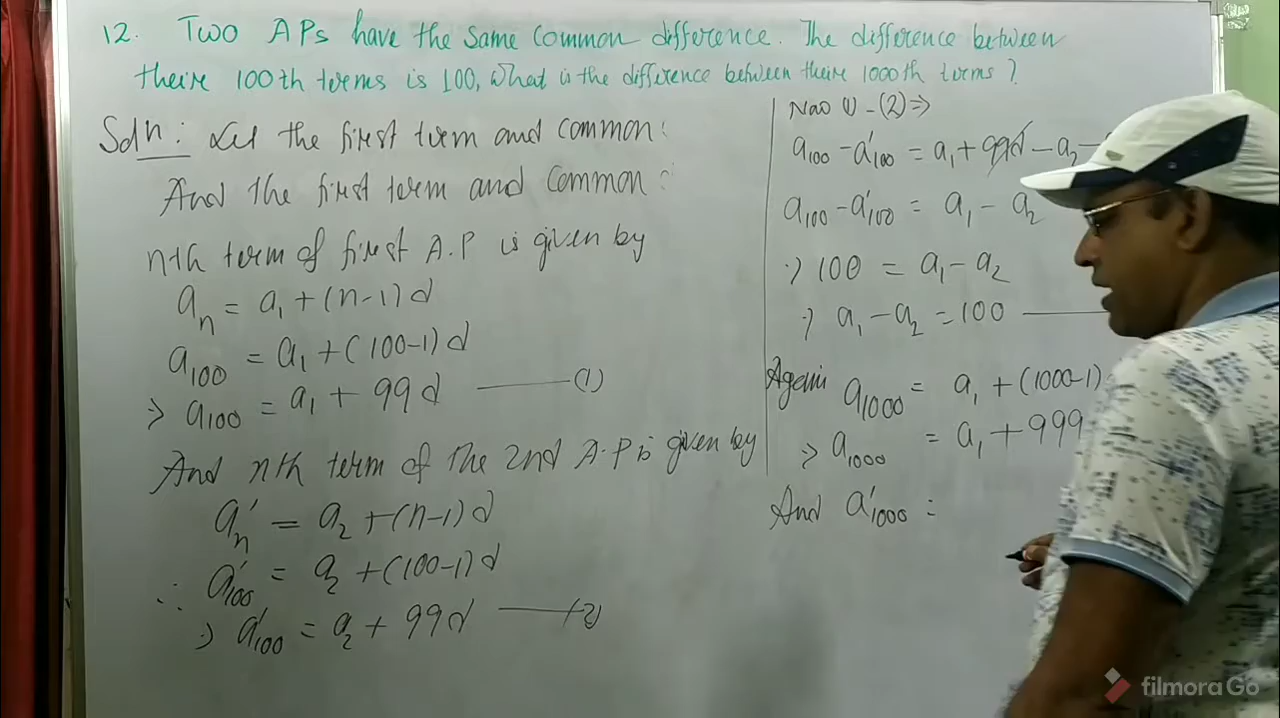 12. Two APs have the same common difference. The difference between
theire 100th terms is 100, What is the difference between theire 1000th terms?
Soln: Let the first term and common:
And the first term and common:
nth term of first A.P is given by
aₙ = a₁ + (n-1)d
a₁₀₀ = a₁ + (100-1)d
⇒ a₁₀₀ = a₁ + 99d ——(1)
And nth term of the 2nd A.P is given by
a'ₙ = a₂ + (n-1)d
∴ a'₁₀₀ = a₂ + (100-1)d
⇒ a'₁₀₀ = a₂ + 99d ——(2)
Now (1) - (2) ⇒
a₁₀₀ - a'₁₀₀ = a₁ + 99d - a₂ -
a₁₀₀ - a'₁₀₀ = a₁ - a₂
⇒ 100 = a₁ - a₂
⇒ a₁ - a₂ = 100 ——
Again a₁₀₀₀ = a₁ + (1000-1)
⇒ a₁₀₀₀ = a₁ + 999
And a'₁₀₀₀ =
filmoraGo